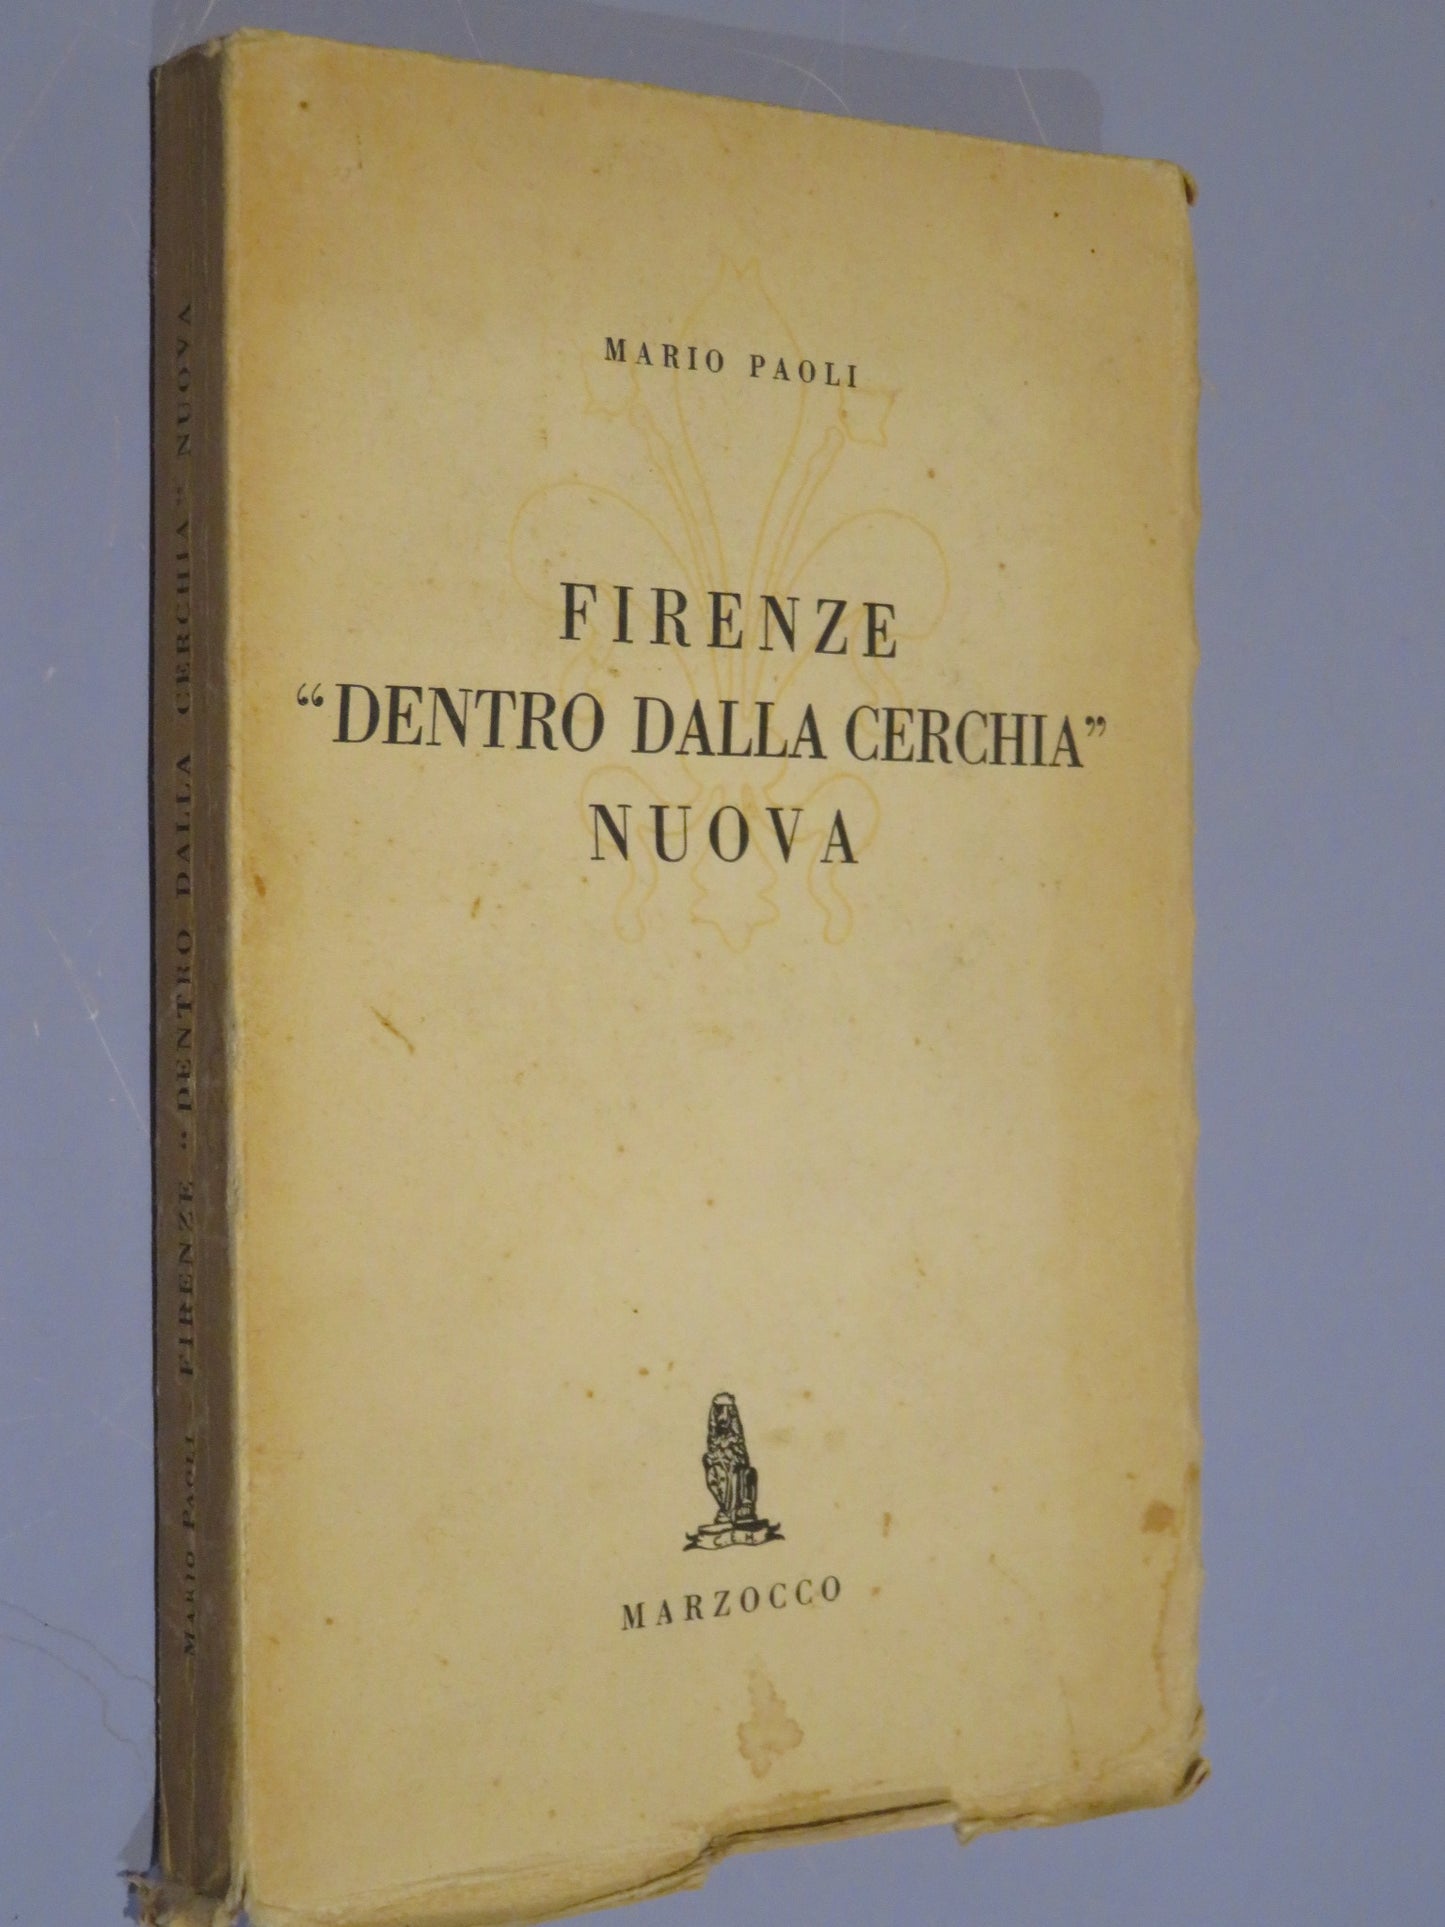 MARIO PAOLI
FIRENZE
“DENTRO DALLA CERCHIA”
NUOVA
C. E. M.
MARZOCCO
MARIO PAOLI FIRENZE “DENTRO DALLA CERCHIA” NUOVA